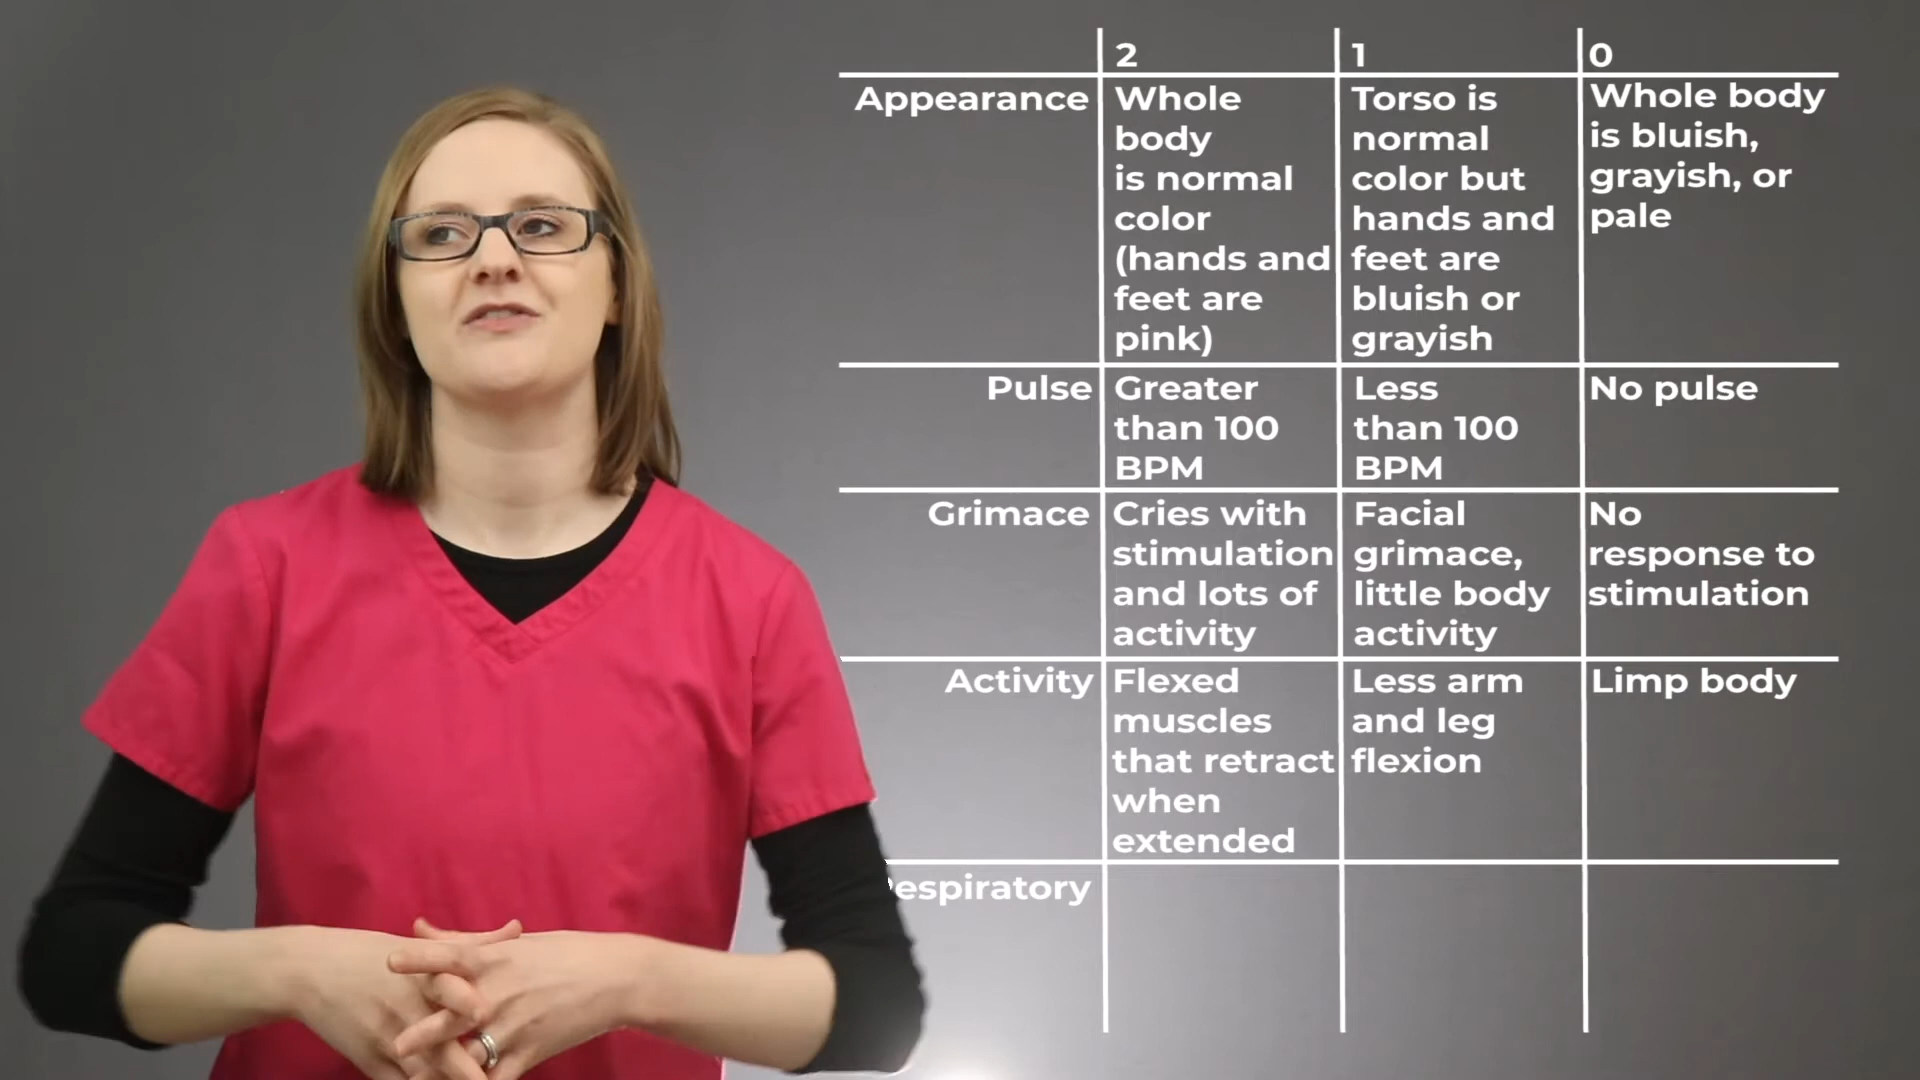 2
1
0
Appearance
Whole
body
is normal
color
(hands and
feet are
pink)
Torso is
normal
color but
hands and
feet are
bluish or
grayish
Whole body
is bluish,
grayish, or
pale
Pulse
Greater
than 100
BPM
Less
than 100
BPM
No pulse
Grimace
Cries with
stimulation
and lots of
activity
Facial
grimace,
little body
activity
No
response to
stimulation
Activity
Flexed
muscles
that retract
when
extended
Less arm
and leg
flexion
Limp body
Respiratory